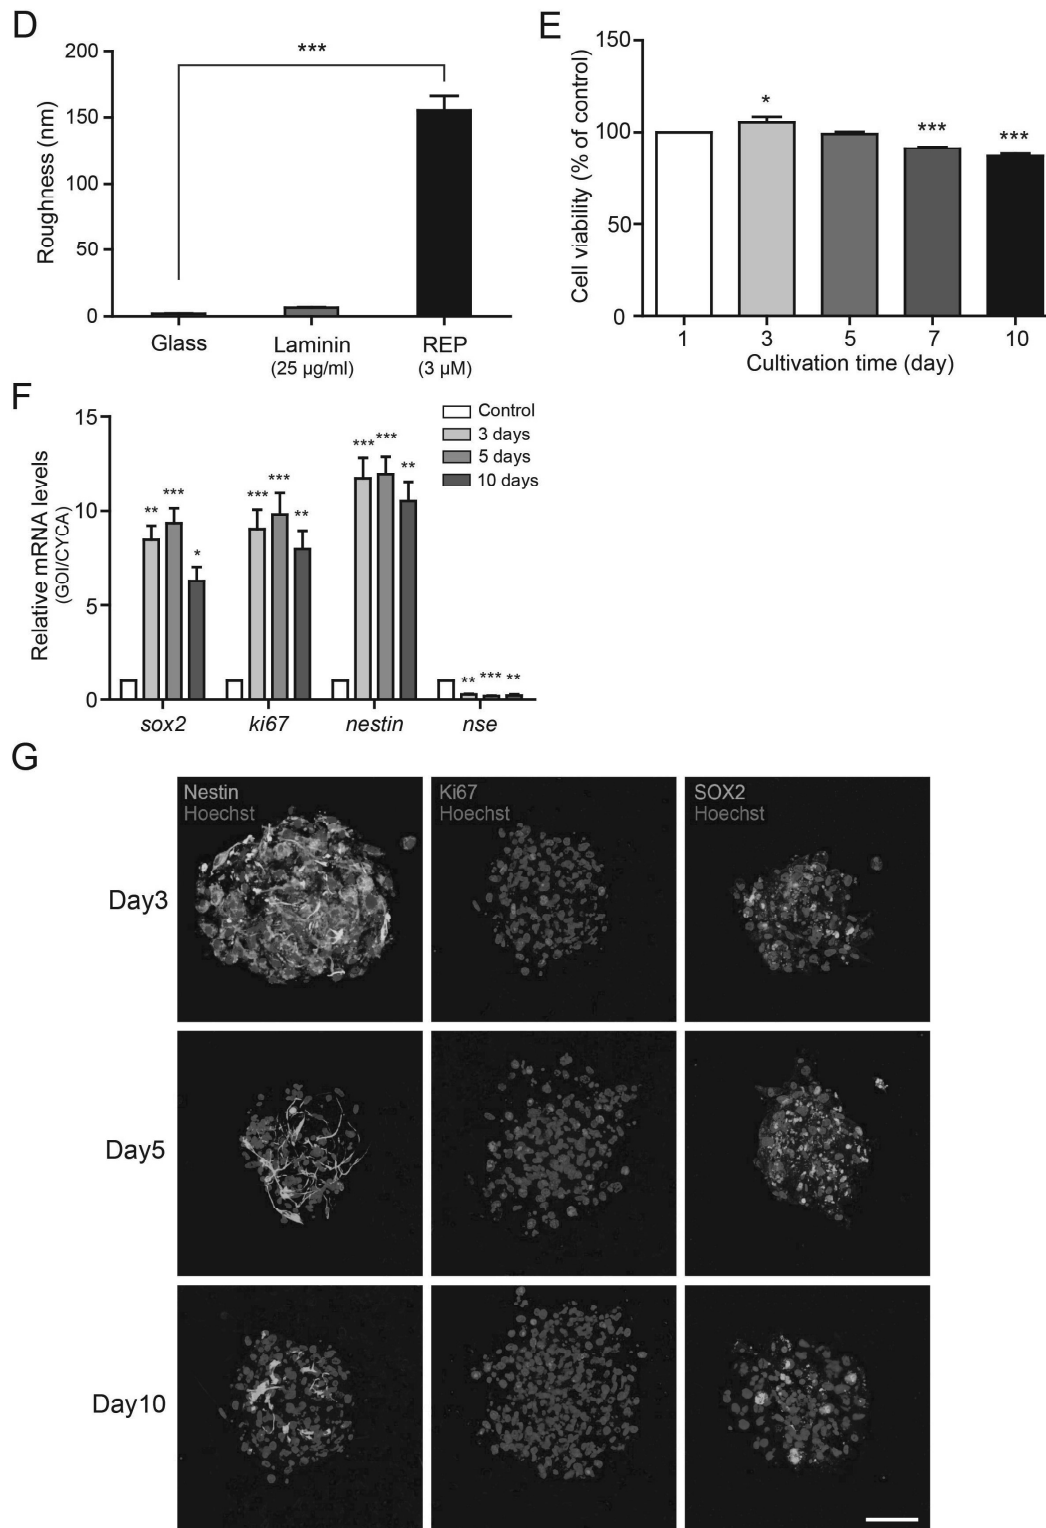 D
200
150
100
50
0
Roughness (nm)
***
Glass
Laminin
(25 µg/ml)
REP
(3 µM)
E
150
100
50
0
Cell viability (% of control)
*
***
***
1 3 5 7 10
Cultivation time (day)
F
15
10
5
0
Relative mRNA levels
(GOI/CYCA)
Control
3 days
5 days
10 days
** *** *
*** *** **
*** *** **
** *** **
sox2 ki67 nestin nse
G
Nestin
Hoechst
Ki67
Hoechst
SOX2
Hoechst
Day3
Day5
Day10